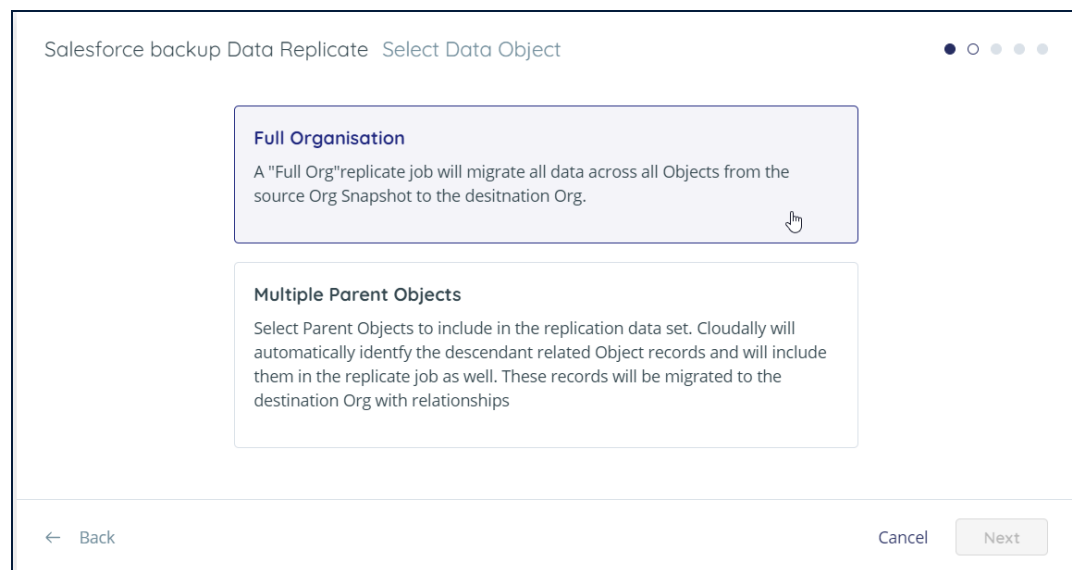 Salesforce backup Data Replicate Select Data Object
Full Organisation
A "Full Org"replicate job will migrate all data across all Objects from the
source Org Snapshot to the desitnation Org.
Multiple Parent Objects
Select Parent Objects to include in the replication data set. Cloudally will
automatically identfy the descendant related Object records and will include
them in the replicate job as well. These records will be migrated to the
destination Org with relationships
← Back
Cancel
Next